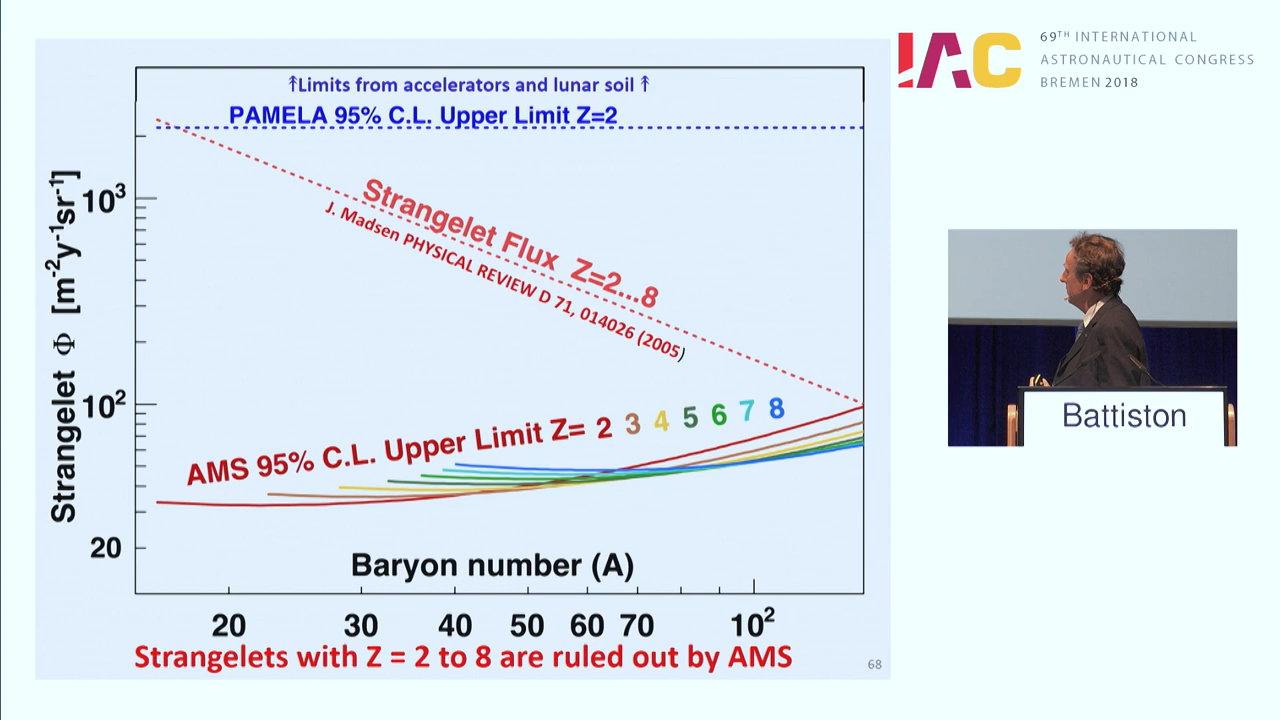 IAC
69TH INTERNATIONAL
ASTRONAUTICAL CONGRESS
BREMEN 2018
↑Limits from accelerators and lunar soil ↑
PAMELA 95% C.L. Upper Limit Z=2
Strangelet Flux Z=2...8
J. Madsen PHYSICAL REVIEW D 71, 014026 (2005)
AMS 95% C.L. Upper Limit Z= 2 3 4 5 6 7 8
Strangelet Φ [m⁻²y⁻¹sr⁻¹]
10³
10²
20
Baryon number (A)
20 30 40 50 60 70 10²
Strangelets with Z = 2 to 8 are ruled out by AMS
68
Battiston